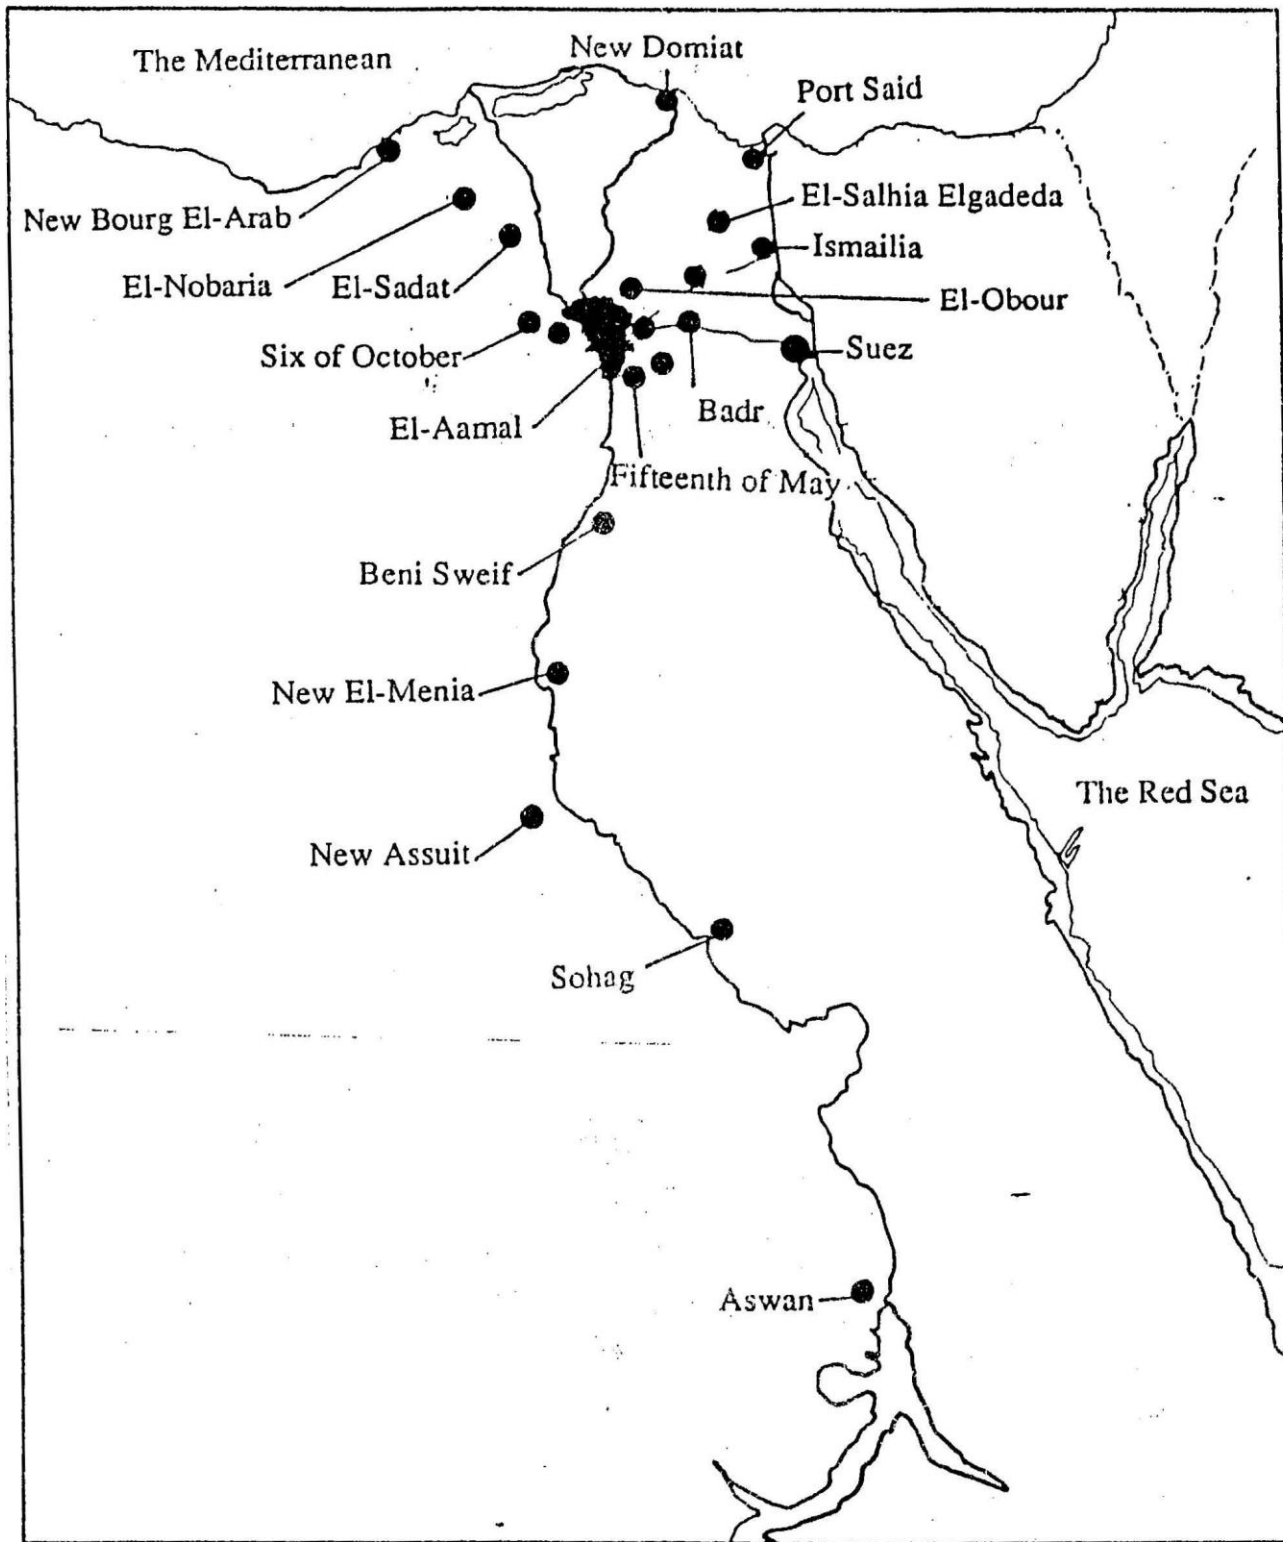 New Domiat
The Mediterranean
Port Said
El-Salhia Elgadeda
New Bourg El-Arab
Ismailia
El-Nobaria
El-Sadat
El-Obour
Six of October
Suez
Badr
El-Aamal
Fifteenth of May
Beni Sweif
New El-Menia
The Red Sea
New Assuit
Sohag
Aswan